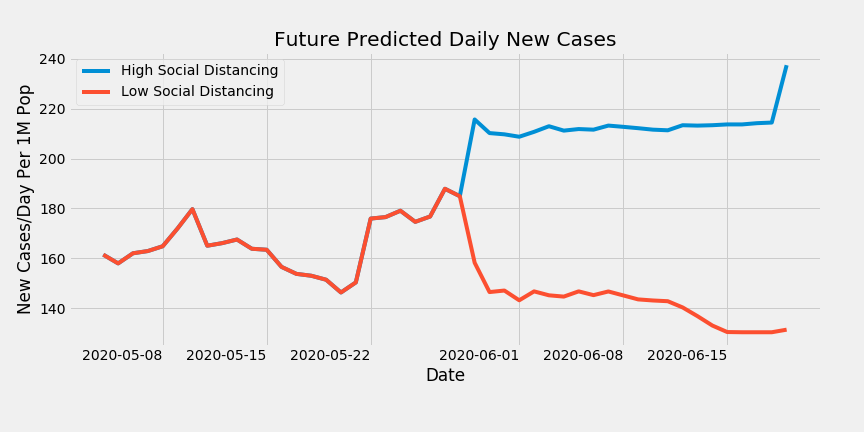 Future Predicted Daily New Cases
High Social Distancing
Low Social Distancing
New Cases/Day Per 1M Pop
240
220
200
180
160
140
2020-05-08 2020-05-15 2020-05-22 2020-06-01 2020-06-08 2020-06-15
Date